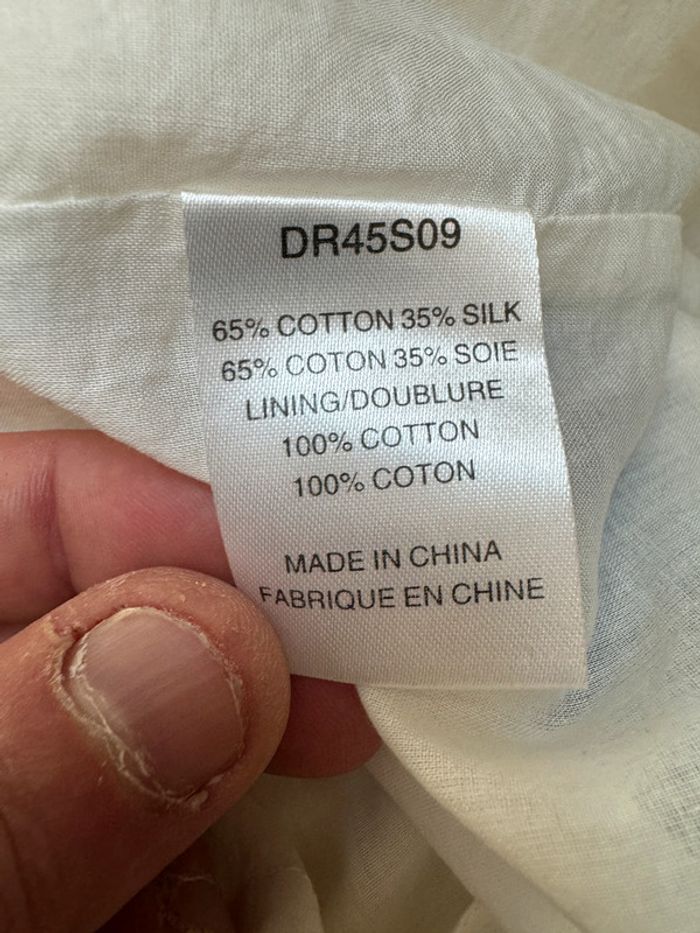 DR45S09
65% COTTON 35% SILK
65% COTON 35% SOIE
LINING/DOUBLURE
100% COTTON
100% COTON
MADE IN CHINA
FABRIQUE EN CHINE